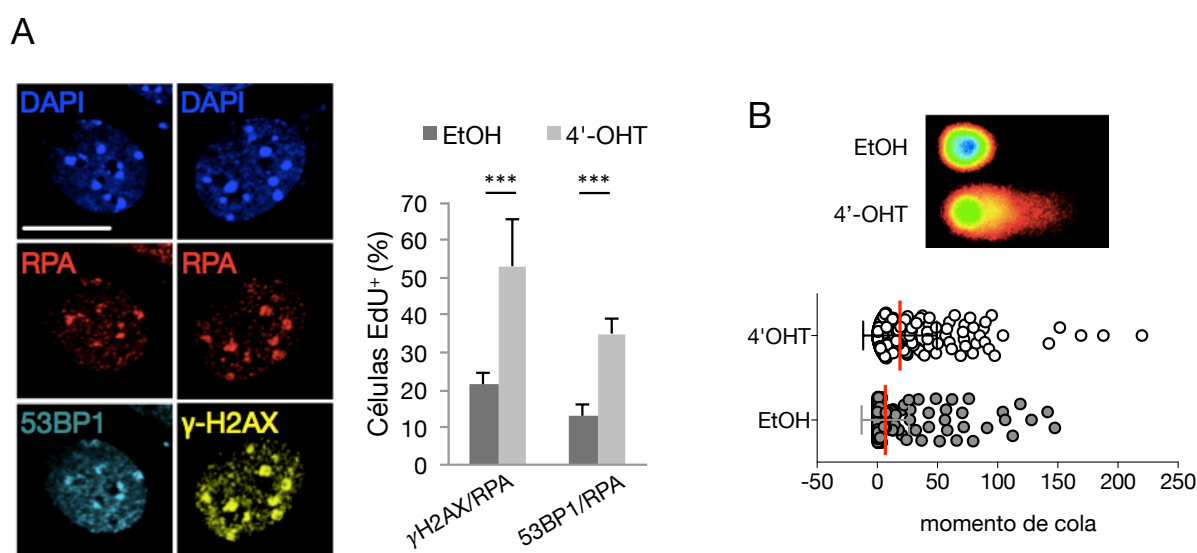 A
DAPI
DAPI
RPA
RPA
53BP1
γ-H2AX
EtOH
4'-OHT
***
***
Células EdU⁺ (%)
70
60
50
40
30
20
10
0
γH2AX/RPA
53BP1/RPA
B
EtOH
4’-OHT
4'OHT
EtOH
-50
0
50
100
150
200
250
momento de cola